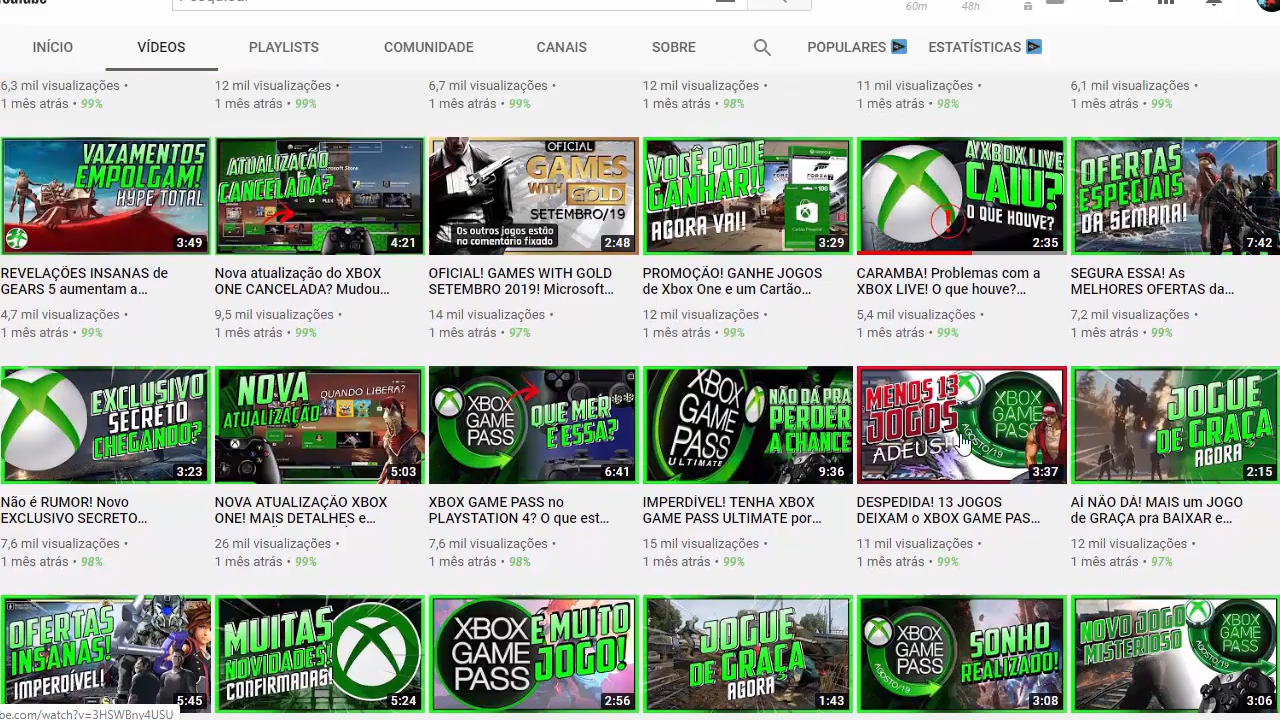 60m 48h
INÍCIO VÍDEOS PLAYLISTS COMUNIDADE CANAIS SOBRE POPULARES ESTATÍSTICAS
6,3 mil visualizações • 12 mil visualizações • 6,7 mil visualizações • 12 mil visualizações • 11 mil visualizações • 6,1 mil visualizações •
1 mês atrás • 99% 1 mês atrás • 99% 1 mês atrás • 99% 1 mês atrás • 98% 1 mês atrás • 98% 1 mês atrás • 99%
VAZAMENTOS
EMPOLGAM!
HYPE TOTAL
3:49
ATUALIZAÇÃO
CANCELADA?
4:21
OFICIAL
GAMES
WITH GOLD
SETEMBRO/19
Os outros jogos estão
no comentário fixado
2:48
VOCÊ PODE
GANHAR!!
AGORA VAI!
3:29
A XBOX LIVE
CAIU?
O QUE HOUVE?
2:35
OFERTAS
ESPECIAIS
DA SEMANA!
7:42
REVELAÇÕES INSANAS de Nova atualização do XBOX OFICIAL! GAMES WITH GOLD PROMOÇÃO! GANHE JOGOS CARAMBA! Problemas com a SEGURA ESSA! As
GEARS 5 aumentam a... ONE CANCELADA? Mudou... SETEMBRO 2019! Microsoft... de Xbox One e um Cartão... XBOX LIVE! O que houve?... MELHORES OFERTAS da...
4,7 mil visualizações • 9,5 mil visualizações • 14 mil visualizações • 12 mil visualizações • 5,4 mil visualizações • 7,2 mil visualizações •
1 mês atrás • 99% 1 mês atrás • 99% 1 mês atrás • 97% 1 mês atrás • 99% 1 mês atrás • 99% 1 mês atrás • 99%
EXCLUSIVO
SECRETO
CHEGANDO?
3:23
NOVA
ATUALIZAÇÃO
QUANDO LIBERA?
5:03
XBOX
GAME
PASS
QUE MER
É ESSA?
6:41
XBOX
GAME
PASS
ULTIMATE
NÃO DÁ PRA
PERDER
A CHANCE
9:36
MENOS 13
JOGOS
ADEUS!
XBOX
GAME
PASS
AGOSTO/19
3:37
JOGUE
DE GRAÇA
AGORA
2:15
Não é RUMOR! Novo NOVA ATUALIZAÇÃO XBOX XBOX GAME PASS no IMPERDÍVEL! TENHA XBOX DESPEDIDA! 13 JOGOS AÍ NÃO DÁ! MAIS um JOGO
EXCLUSIVO SECRETO... ONE! MAIS DETALHES e... PLAYSTATION 4? O que est... GAME PASS ULTIMATE por... DEIXAM o XBOX GAME PAS... de GRAÇA pra BAIXAR e...
7,6 mil visualizações • 26 mil visualizações • 7,6 mil visualizações • 15 mil visualizações • 11 mil visualizações • 12 mil visualizações •
1 mês atrás • 98% 1 mês atrás • 99% 1 mês atrás • 98% 1 mês atrás • 99% 1 mês atrás • 99% 1 mês atrás • 97%
OFERTAS
INSANAS!
IMPERDÍVEL!
5:45
MUITAS
NOVIDADES!
CONFIRMADAS!
5:24
XBOX
GAME
PASS
É MUITO
JOGO!
2:56
JOGUE
DE GRAÇA
AGORA
1:43
XBOX
GAME
PASS
AGOSTO/19
SONHO
REALIZADO!
3:08
NOVO JOGO
MISTERIOSO
XBOX
GAME
PASS
AGOSTO/19
3:06
be.com/watch?v=3HSWBny4USU